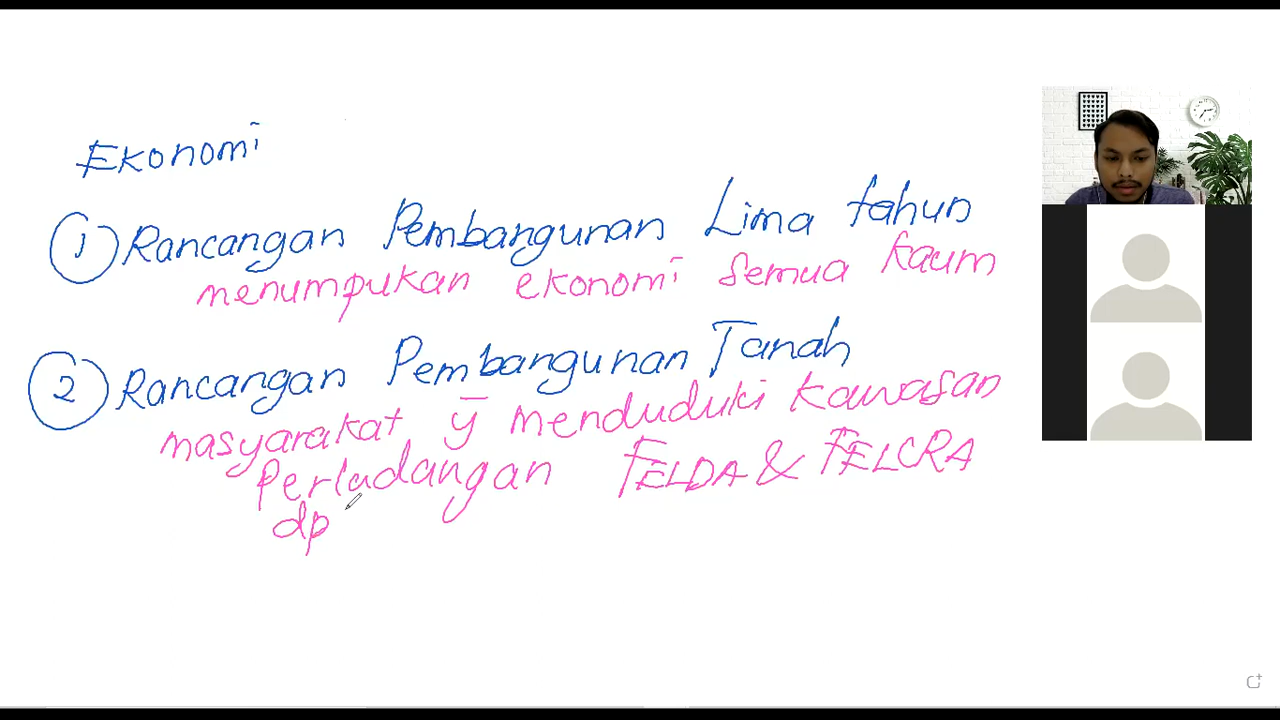 Ekonomi
1 Rancangan Pembangunan Lima tahun
menumpukan ekonomi semua kaum
2 Rancangan Pembangunan Tanah
masyarakat ȳ menduduki kawasan
perladangan FELDA & FELCRA
dp